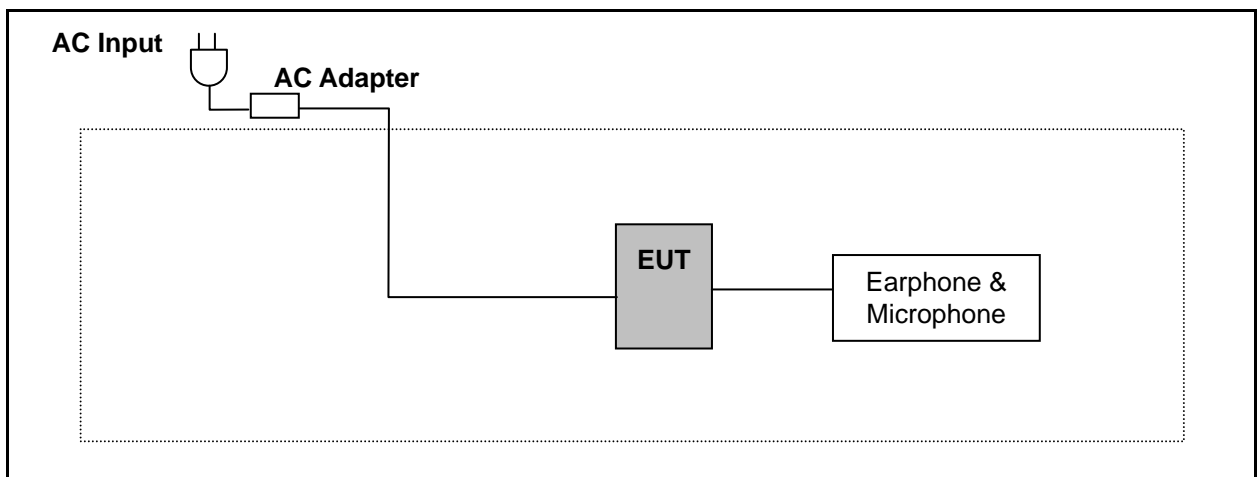 AC Input
AC Adapter
EUT
Earphone &
Microphone